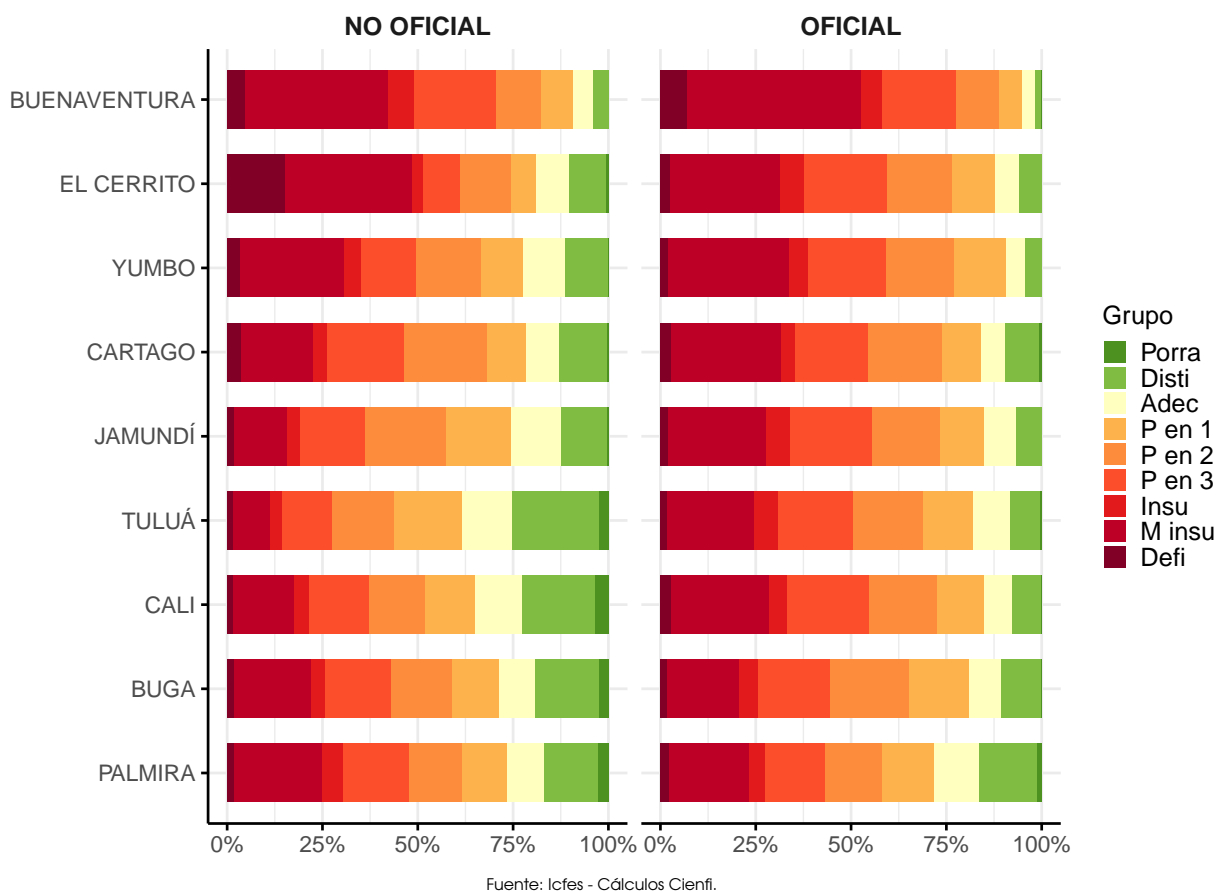 NO OFICIAL
OFICIAL
BUENAVENTURA
EL CERRITO
YUMBO
CARTAGO
JAMUNDÍ
TULUÁ
CALI
BUGA
PALMIRA
0% 25% 50% 75% 100% 0% 25% 50% 75% 100%
Grupo
Porra
Disti
Adec
P en 1
P en 2
P en 3
Insu
M insu
Defi
Fuente: Icfes - Cálculos Cienfi.